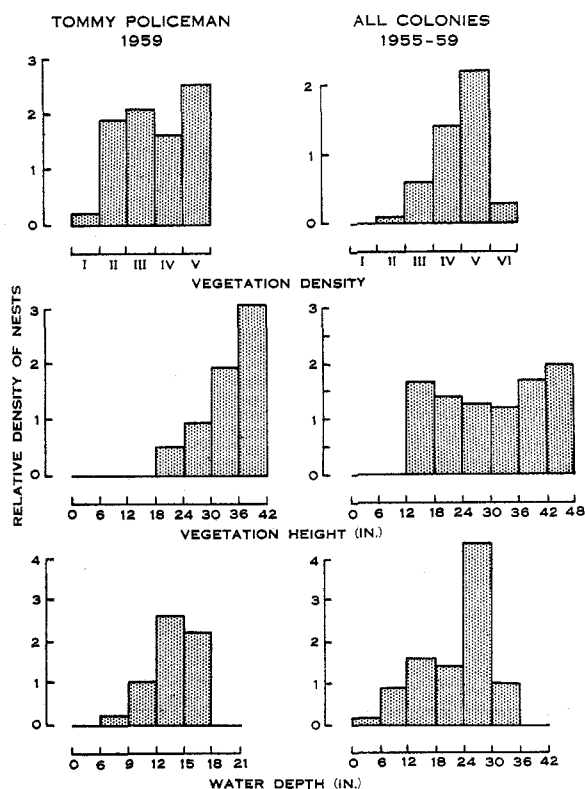 TOMMY POLICEMAN
1959
ALL COLONIES
1955-59
RELATIVE DENSITY OF NESTS
3
2
1
0
I II III IV V
2
1
0
I II III IV V VI
VEGETATION DENSITY
3
2
1
0
0 6 12 18 24 30 36 42
3
2
1
0
0 6 12 18 24 30 36 42 48
VEGETATION HEIGHT (IN.)
4
3
2
1
0
0 6 9 12 15 18 21
4
3
2
1
0
0 6 12 18 24 30 36 42
WATER DEPTH (IN.)